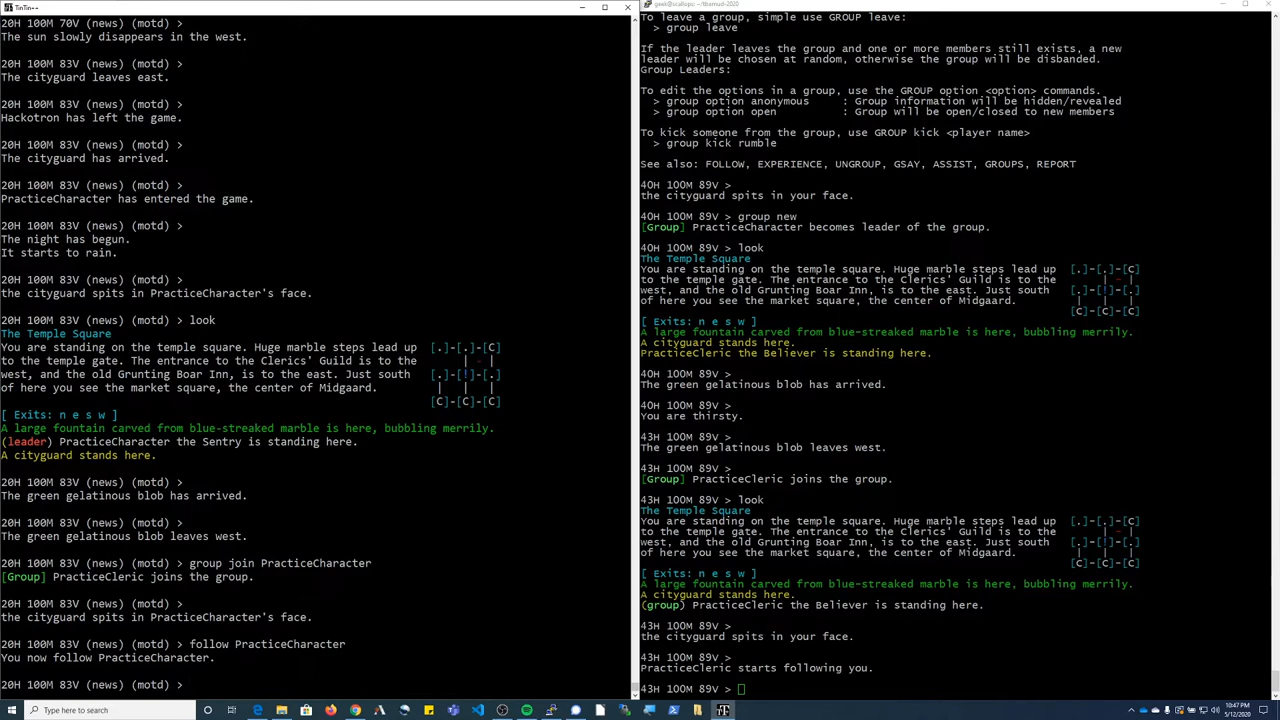 TinTin++
20H 100M 70V (news) (motd) >
The sun slowly disappears in the west.
20H 100M 83V (news) (motd) >
The cityguard leaves east.
20H 100M 83V (news) (motd) >
has left the game.
20H 100M 83V (news) (motd) >
The cityguard has arrived.
20H 100M 83V (news) (motd) >
PracticeCharacter has entered the game.
20H 100M 83V (news) (motd) >
The night has begun.
It starts to rain.
20H 100M 83V (news) (motd) >
the cityguard spits in PracticeCharacter's face.
20H 100M 83V (news) (motd) > look
The Temple Square
You are standing on the temple square. Huge marble steps lead up [.]-[.]-[C]
to the temple gate. The entrance to the Clerics' Guild is to the
west, and the old Grunting Boar Inn, is to the east. Just south [.]-[!]-[.]
of here you see the market square, the center of Midgaard. | | |
[C]-[C]-[C]
[ Exits: n e s w ]
A large fountain carved from blue-streaked marble is here, bubbling merrily.
(leader) PracticeCharacter the Sentry is standing here.
A cityguard stands here.
20H 100M 83V (news) (motd) >
The green gelatinous blob has arrived.
20H 100M 83V (news) (motd) >
The green gelatinous blob leaves west.
20H 100M 83V (news) (motd) > group join PracticeCharacter
[Group] PracticeCleric joins the group.
20H 100M 83V (news) (motd) >
the cityguard spits in PracticeCharacter's face.
20H 100M 83V (news) (motd) > follow PracticeCharacter
You now follow PracticeCharacter.
20H 100M 83V (news) (motd) >
geek@scallups: ~/tbamud-2020
To leave a group, simple use GROUP leave:
> group leave
If the leader leaves the group and one or more members still exists, a new
leader will be chosen at random, otherwise the group will be disbanded.
Group Leaders:
To edit the options in a group, use the GROUP option <option> commands.
> group option anonymous : Group information will be hidden/revealed
> group option open : Group will be open/closed to new members
To kick someone from the group, use GROUP kick <player name>
> group kick rumble
See also: FOLLOW, EXPERIENCE, UNGROUP, GSAY, ASSIST, GROUPS, REPORT
40H 100M 89V >
the cityguard spits in your face.
40H 100M 89V > group new
[Group] PracticeCharacter becomes leader of the group.
40H 100M 89V > look
The Temple Square
You are standing on the temple square. Huge marble steps lead up [.]-[.]-[C]
to the temple gate. The entrance to the Clerics' Guild is to the
west, and the old Grunting Boar Inn, is to the east. Just south [.]-[!]-[.]
of here you see the market square, the center of Midgaard. | | |
[C]-[C]-[C]
[ Exits: n e s w ]
A large fountain carved from blue-streaked marble is here, bubbling merrily.
A cityguard stands here.
PracticeCleric the Believer is standing here.
40H 100M 89V >
The green gelatinous blob has arrived.
40H 100M 89V >
You are thirsty.
43H 100M 89V >
The green gelatinous blob leaves west.
43H 100M 89V >
[Group] PracticeCleric joins the group.
43H 100M 89V > look
The Temple Square
You are standing on the temple square. Huge marble steps lead up [.]-[.]-[C]
to the temple gate. The entrance to the Clerics' Guild is to the
west, and the old Grunting Boar Inn, is to the east. Just south [.]-[!]-[.]
of here you see the market square, the center of Midgaard. | | |
[C]-[C]-[C]
[ Exits: n e s w ]
A large fountain carved from blue-streaked marble is here, bubbling merrily.
A cityguard stands here.
(group) PracticeCleric the Believer is standing here.
43H 100M 89V >
the cityguard spits in your face.
43H 100M 89V >
PracticeCleric starts following you.
43H 100M 89V >
Type here to search
10:47 PM
5/12/2020